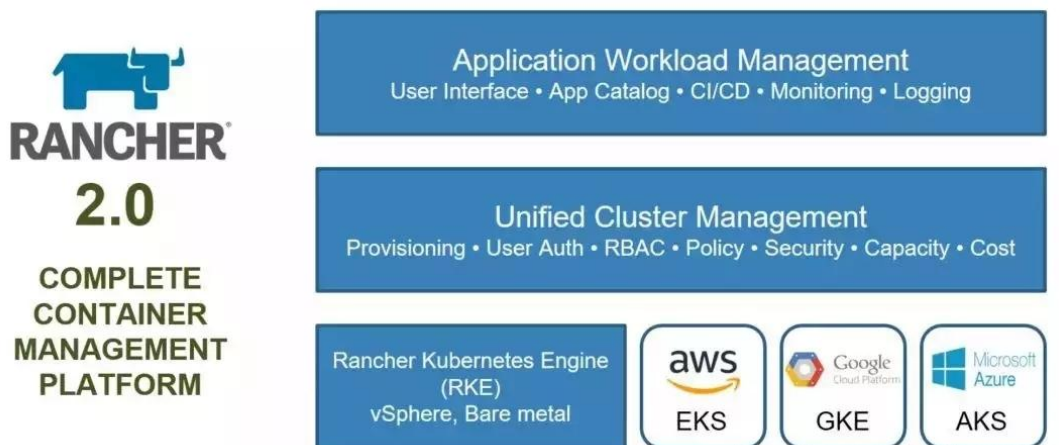 RANCHER®
2.0
COMPLETE
CONTAINER
MANAGEMENT
PLATFORM
Application Workload Management
User Interface • App Catalog • CI/CD • Monitoring • Logging
Unified Cluster Management
Provisioning • User Auth • RBAC • Policy • Security • Capacity • Cost
Rancher Kubernetes Engine
(RKE)
vSphere, Bare metal
aws
EKS
Google
Cloud Platform
GKE
Microsoft
Azure
AKS